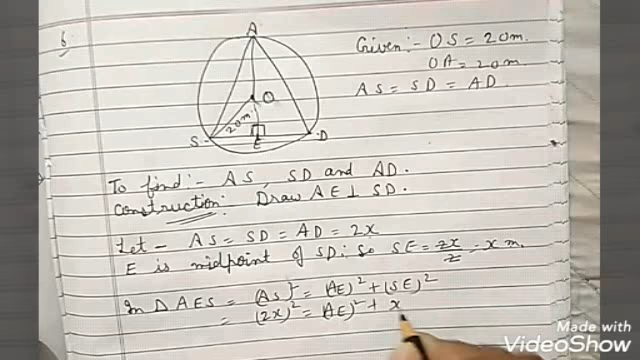 6.
A
Given:- OS = 20m.
OA = 20m.
AS = SD = AD.
O
20m.
S
E
D
To find:- AS, SD and AD.
Construction: Draw AE ⊥ SD.
Let - AS = SD = AD = 2x
E is midpoint of SD; So SE = 2x/2 = x m.
In Δ AES = (AS)² = (AE)² + (SE)²
= (2x)² = (AE)² + x
Made with
VideoShow